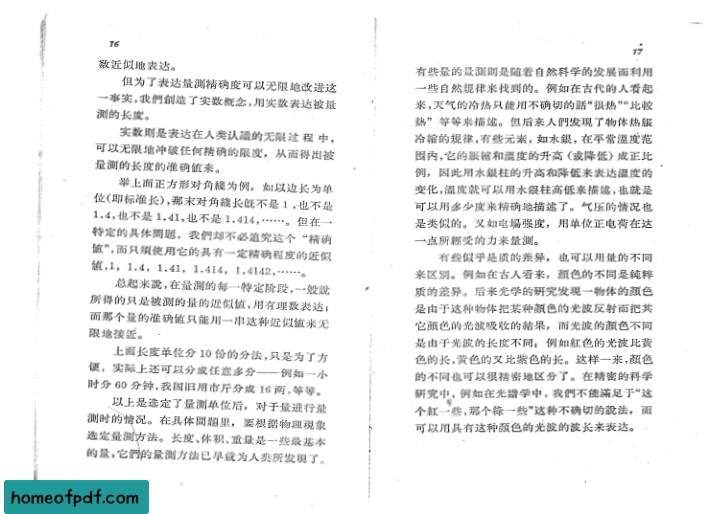 16
数近似地表达。
但为了表达量测精确度可以无限地改进这
一事实,我們創造了实数概念,用实数表达被量
測的长度。
实数則是表达在人类认識的无限过程中,
可以无限地冲破任何精确的限度,从而得出被
量測的长度的准确値来。
举上面正方形对角綫为例,如以边长为单
位(即标准长),那末对角綫长旣不是1,也不是
1.4,也不是1.41,也不是1.414,……。但在一
特定的具体問題,我們却不必追究这个“精确
値”,而只須使用它的具有一定精确程度的近似
値,1,1.4,1.41,1.414,1.4142,……。
总起来說,在量測的每一特定阶段,一般說
所得的只是被測的量的近似値,用有理数表达;
而那个量的准确値只能用一串这种近似値来无
限地接近。
上面长度单位分10份的分法,只是为了方
便,实际上还可以分成任意多分——例如一小
时分60分钟,我国旧用市斤分成16两,等等。
以上是选定了量測单位后,对于量进行量
測时的情况。在具体問題里,要根据物理現象
选定量測方法。长度、体积、重量是一些最基本
的量,它們的量測方法已早就为人类所发現了。
17
有些量的量測則是随着自然科学的发展而利用
一些自然規律来找到的。例如在古代的人看起
来,天气的冷热只能用不确切的話“很热”“比較
热”等等来描述。但后来人們发現了物体热脹
冷縮的規律,有些元素,如水銀,在平常溫度范
围內,它的脹縮和溫度的升高(或降低)成正比
例,因此用水銀柱的升高和降低来表达溫度的
变化,溫度就可以用水銀柱高低来描述,也就是
可以用多少度来精确地描述了。气压的情况也
是类似的。又如电場强度,用单位正电荷在这
一点所經受的力来量測。
有些似乎是质的差异,也可以用量的不同
来区别。例如在古人看来,顏色的不同是純粹
质的差异。后来光学的研究发現一物体的顏色
是由于这种物体把某种顏色的光波反射而把其
它顏色的光波吸收的結果,而光波的顏色不同
是由于光波的长度不同;例如紅色的光波比黃
色的长,黃色的又比紫色的长。这样一来,顏色
的不同也可以很精密地区分了。在精密的科学
研究中,例如在光譜学中,我們不能滿足于“这
个紅一些,那个綠一些”这种不确切的說法,而
可以用具有这种顏色的光波的波长来表达。
homeofpdf.com